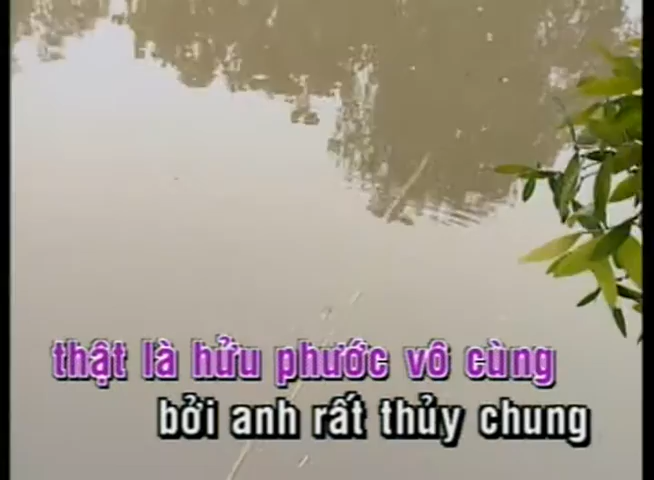 thật là hửu phước vô cùng
bởi anh rất thủy chung